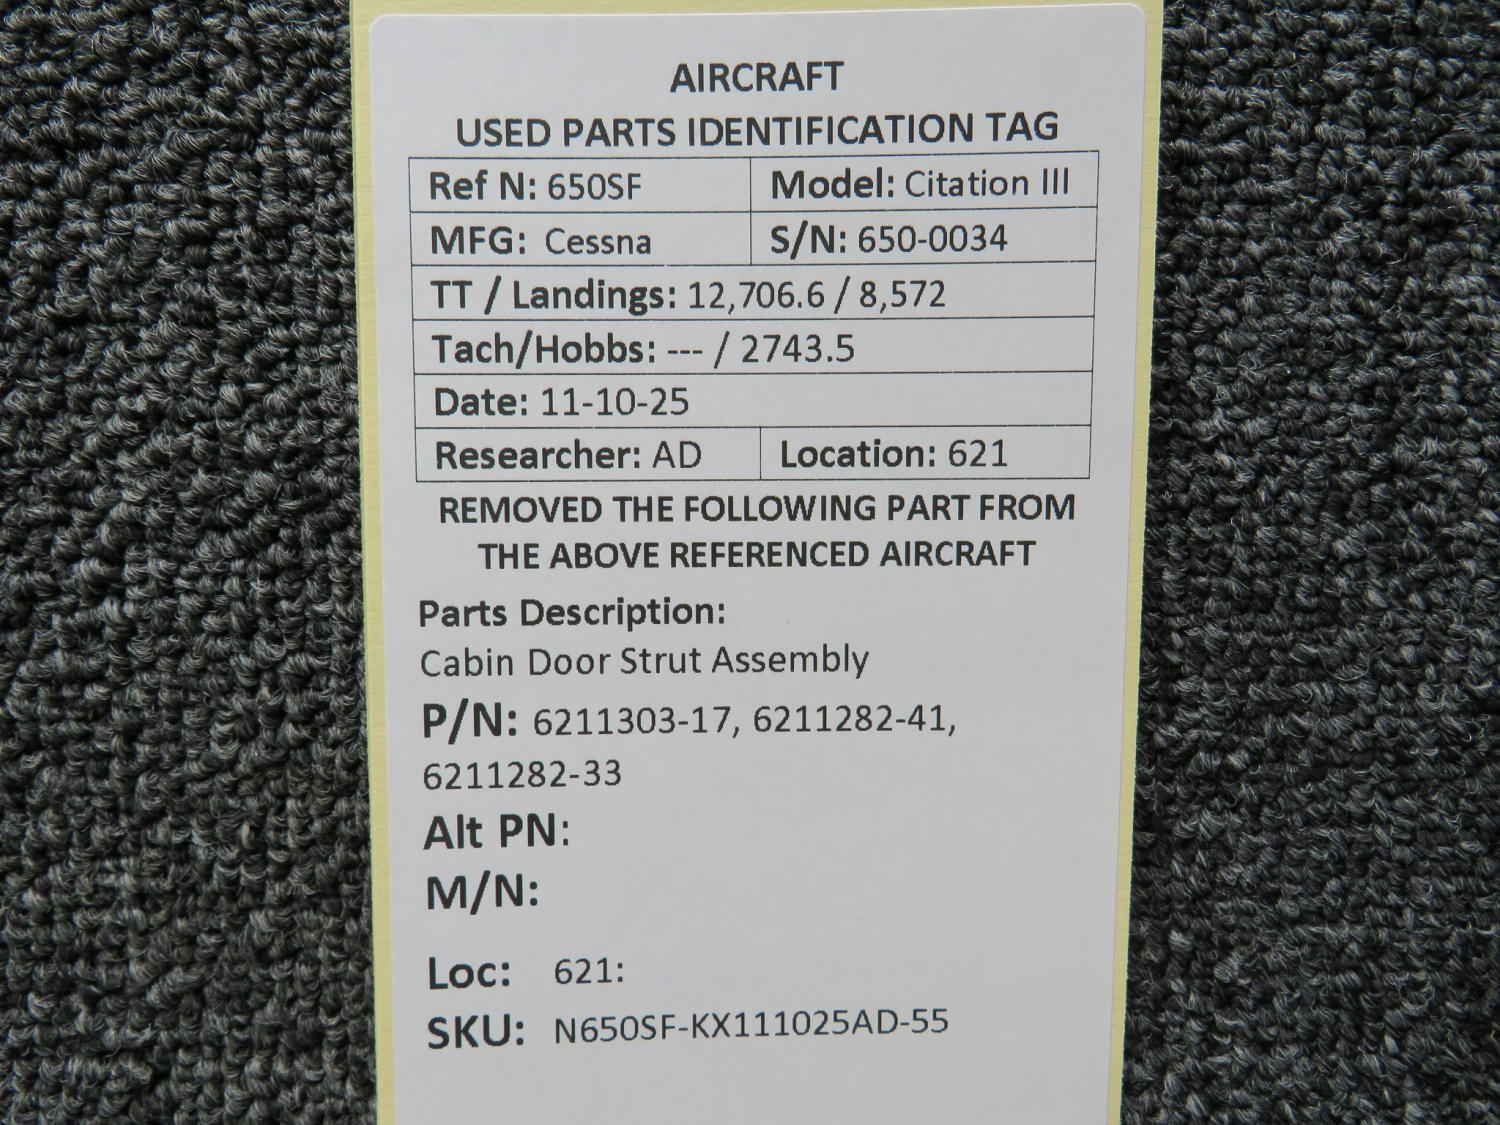 AIRCRAFT
USED PARTS IDENTIFICATION TAG
Ref N: 650SF Model: Citation III
MFG: Cessna S/N: 650-0034
TT / Landings: 12,706.6 / 8,572
Tach/Hobbs: --- / 2743.5
Date: 11-10-25
Researcher: AD Location: 621
REMOVED THE FOLLOWING PART FROM
THE ABOVE REFERENCED AIRCRAFT
Parts Description:
Cabin Door Strut Assembly
P/N: 6211303-17, 6211282-41,
6211282-33
Alt PN:
M/N:
Loc: 621:
SKU: N650SF-KX111025AD-55